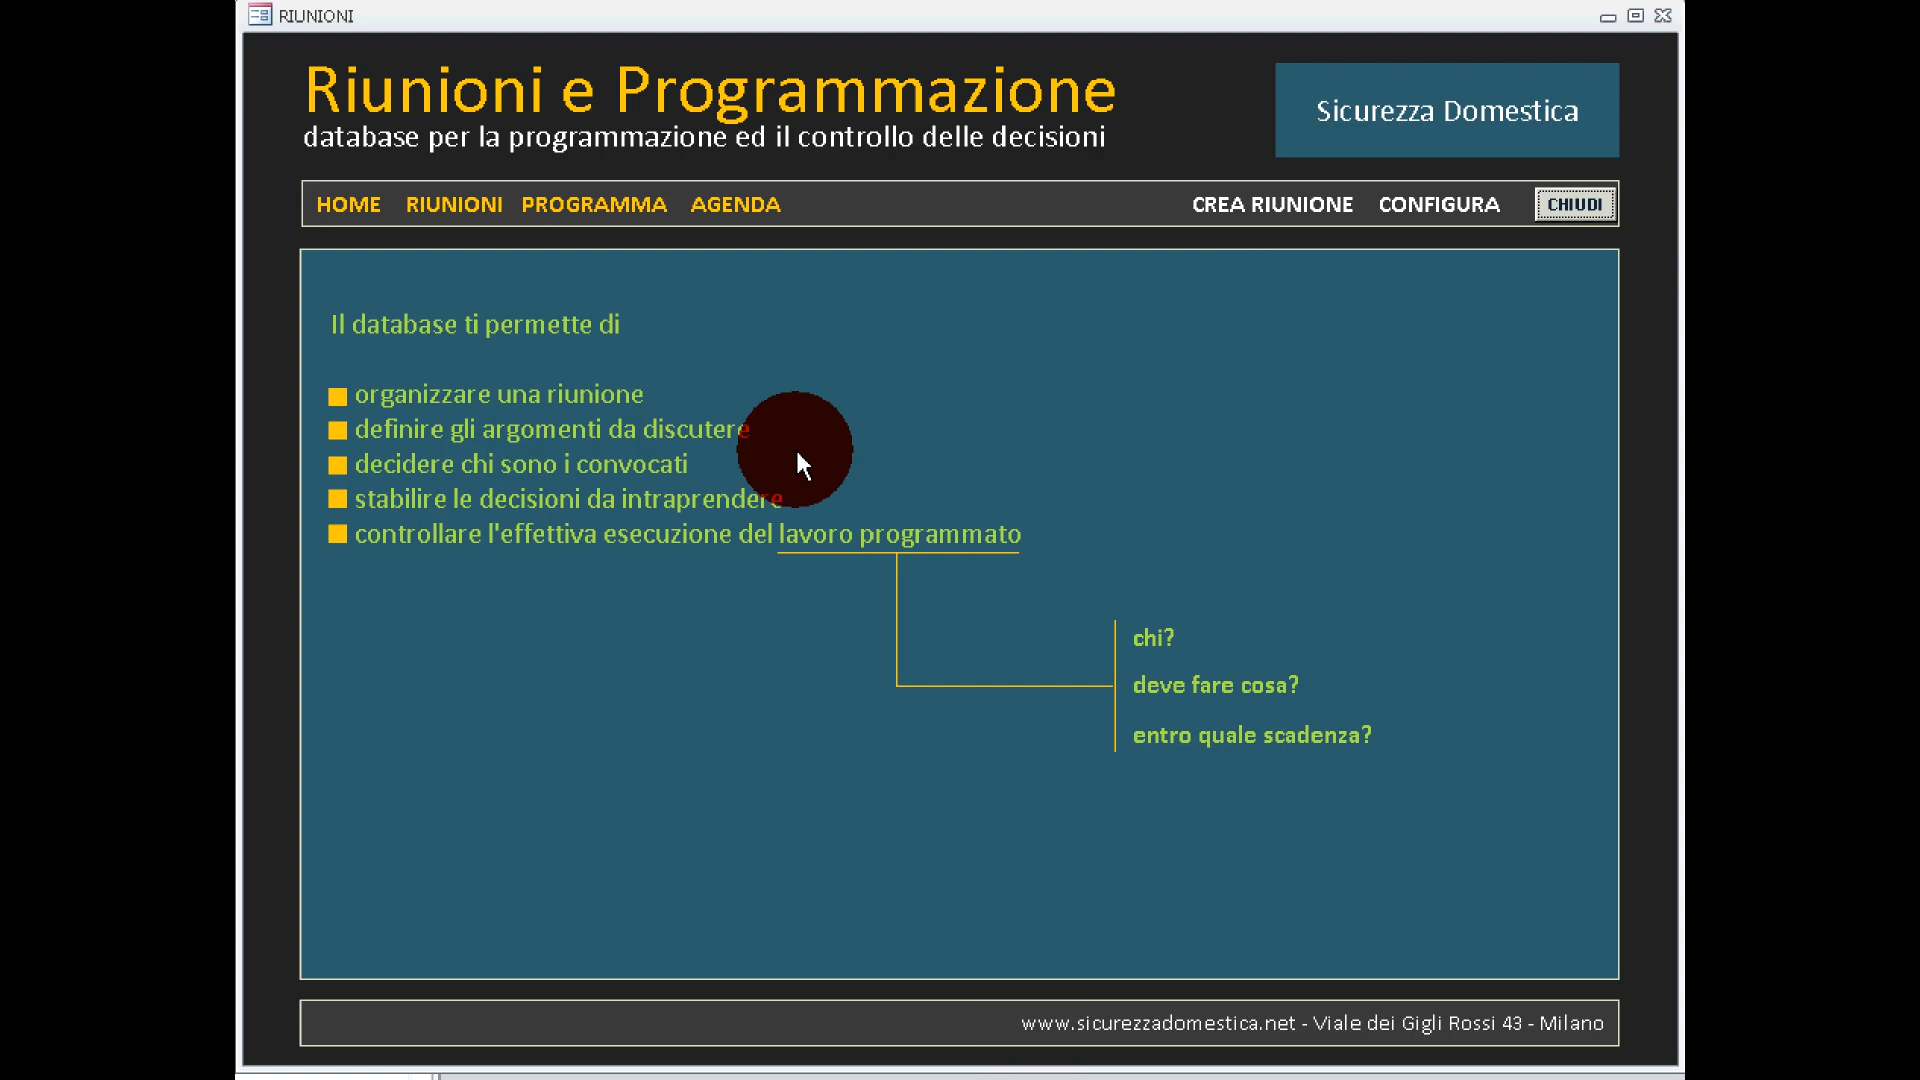 RIUNIONI
Riunioni e Programmazione
database per la programmazione ed il controllo delle decisioni
Sicurezza Domestica
HOME RIUNIONI PROGRAMMA AGENDA CREA RIUNIONE CONFIGURA CHIUDI
Il database ti permette di
organizzare una riunione
definire gli argomenti da discutere
decidere chi sono i convocati
stabilire le decisioni da intraprendere
controllare l'effettiva esecuzione del lavoro programmato
chi?
deve fare cosa?
entro quale scadenza?
www.sicurezzadomestica.net - Viale dei Gigli Rossi 43 - Milano